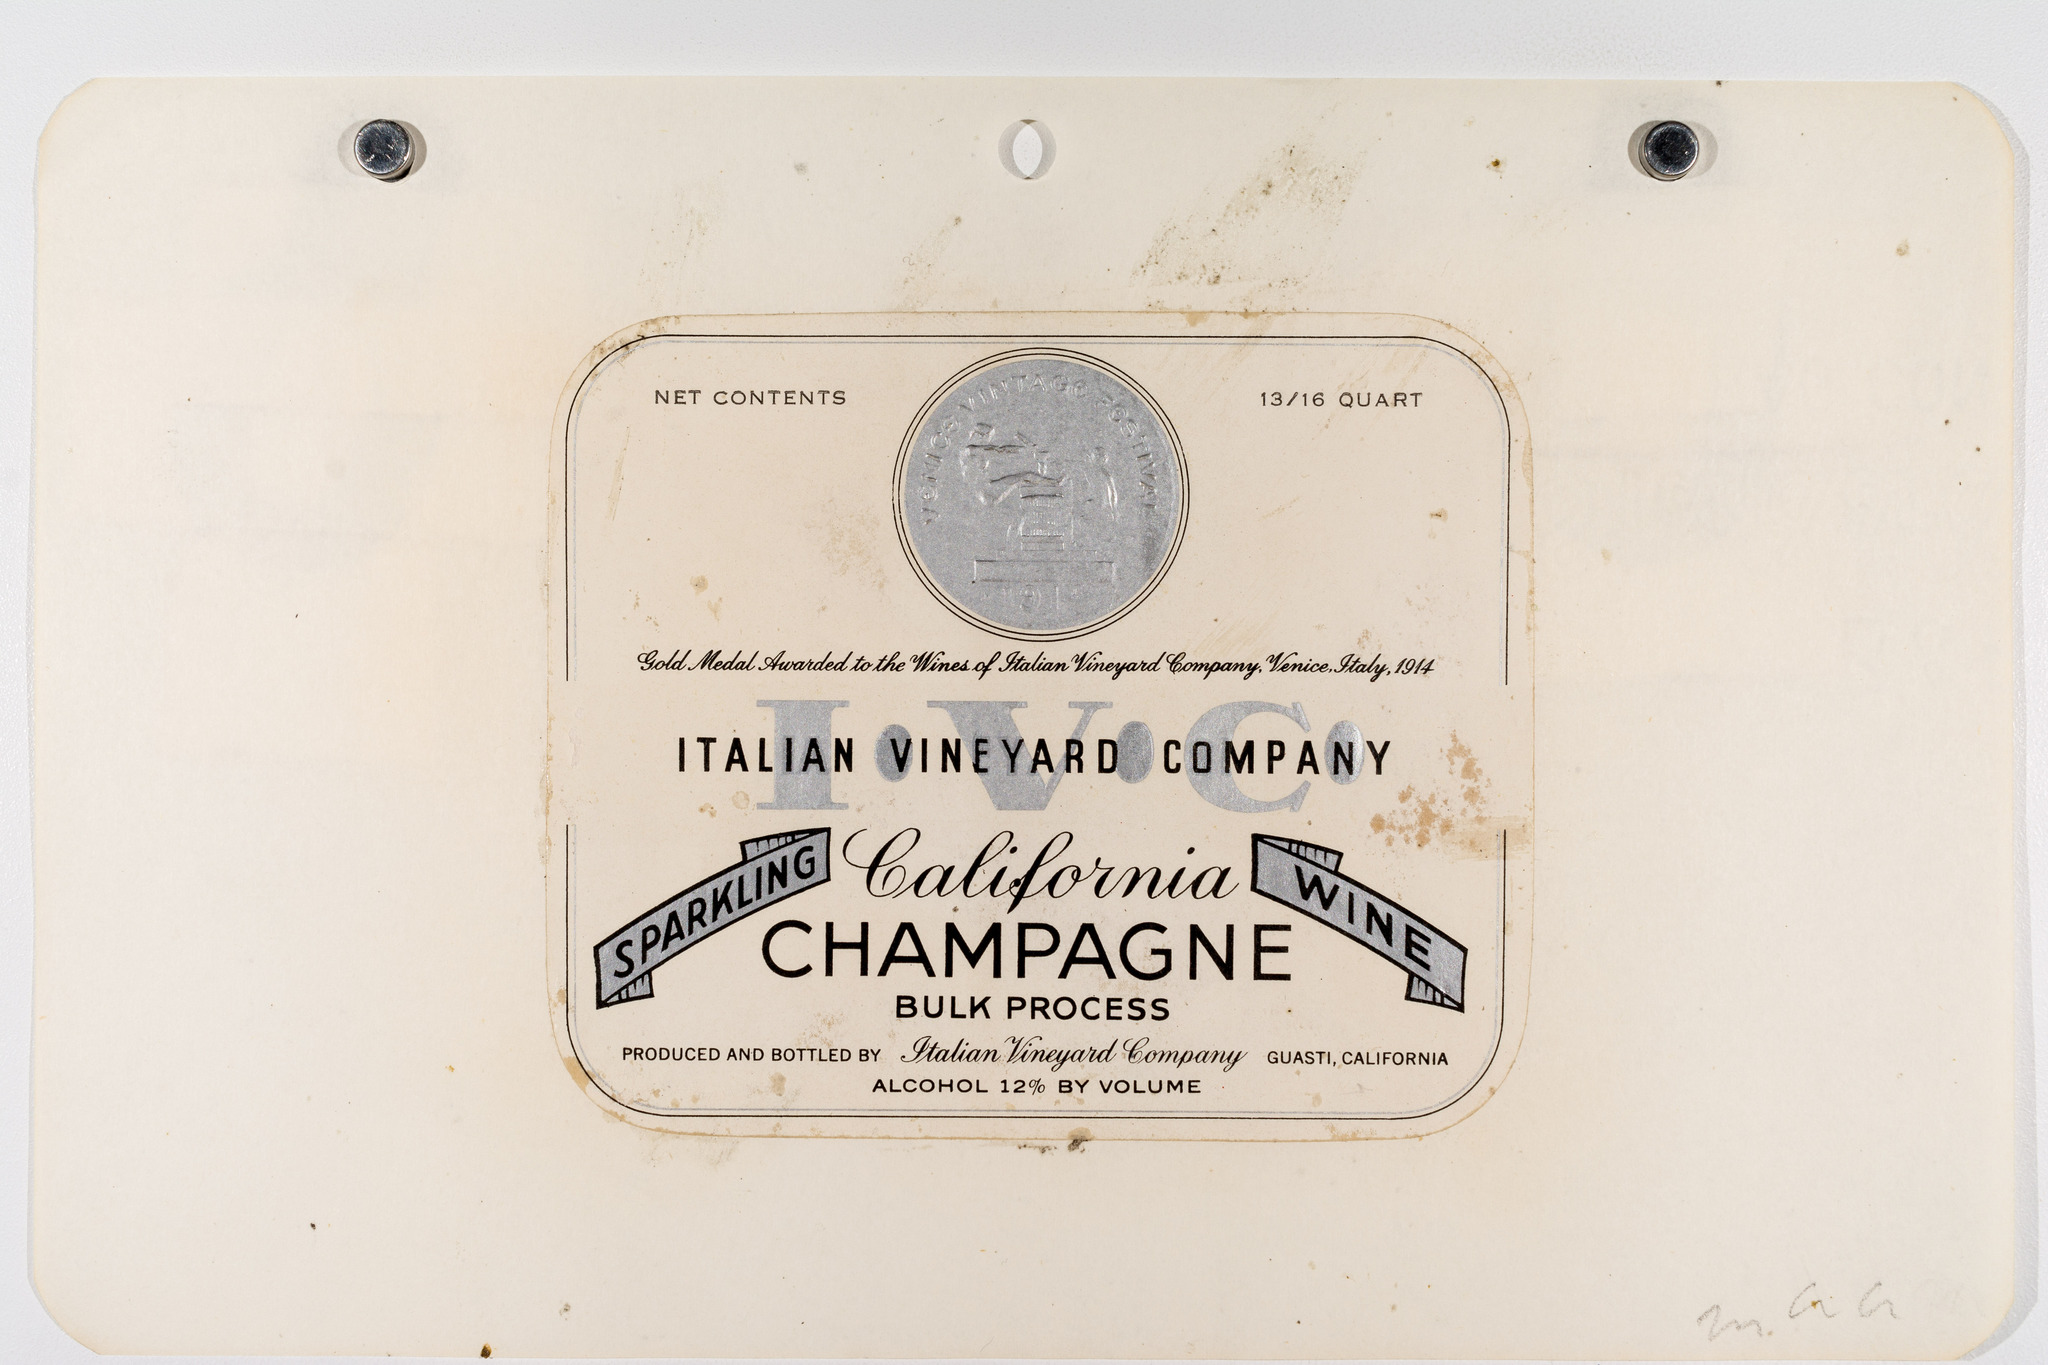 NET CONTENTS
13/16 QUART
VENICE VINTAGE FESTIVAL
Gold Medal Awarded to the Wines of Italian Vineyard Company, Venice, Italy, 1914
I·V·C·
ITALIAN VINEYARD COMPANY
SPARKLING
California
WINE
CHAMPAGNE
BULK PROCESS
PRODUCED AND BOTTLED BY Italian Vineyard Company GUASTI, CALIFORNIA
ALCOHOL 12% BY VOLUME